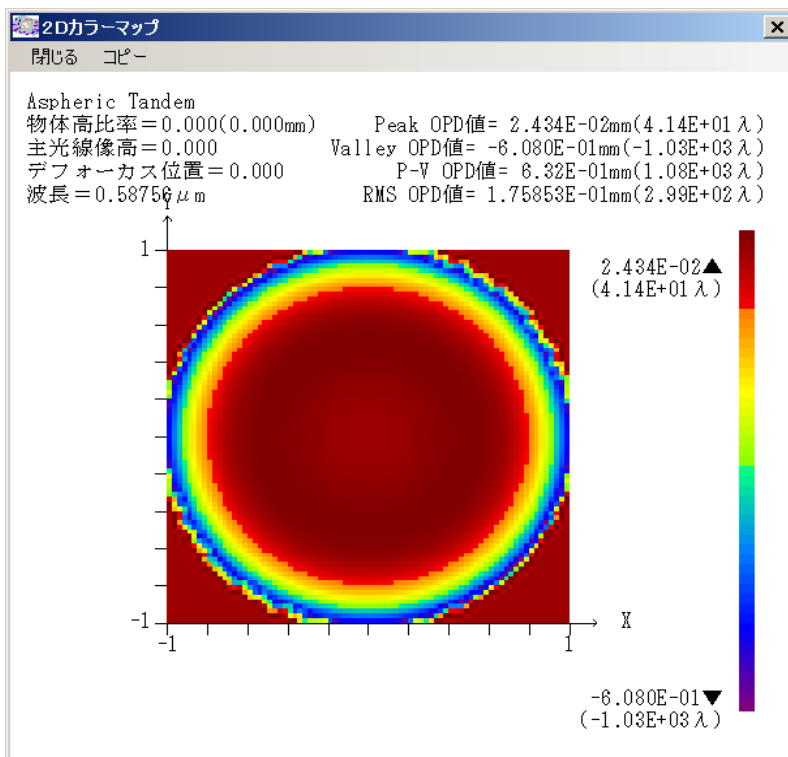 2Dカラーマップ
閉じる コピー
Aspheric Tandem
物体高比率=0.000(0.000mm) Peak OPD値= 2.434E-02mm(4.14E+01λ)
主光線像高=0.000 Valley OPD値= -6.080E-01mm(-1.03E+03λ)
デフォーカス位置=0.000 P-V OPD値= 6.32E-01mm(1.08E+03λ)
波長=0.58756μm RMS OPD値= 1.75853E-01mm(2.99E+02λ)
Y
1
2.434E-02▲
(4.14E+01λ)
-1
X
-1 1
-6.080E-01▼
(-1.03E+03λ)